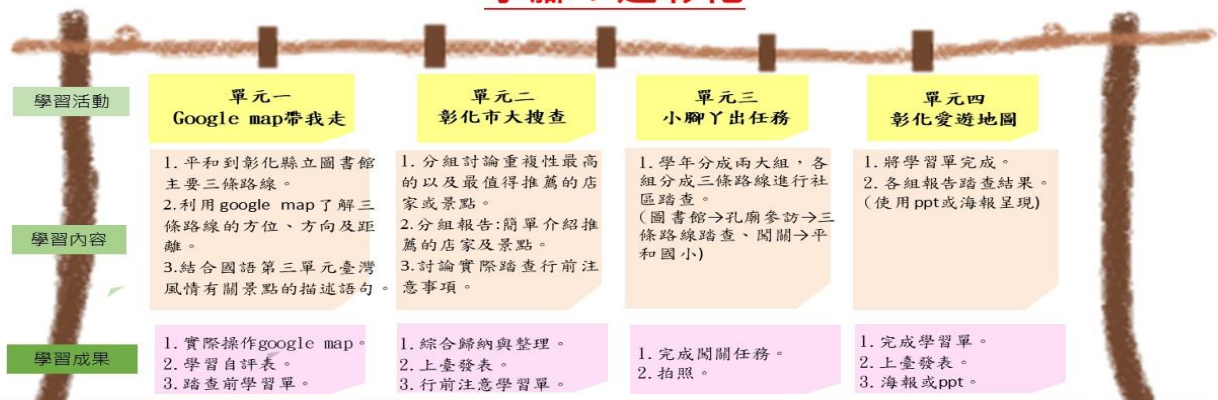 學習活動
單元一
Google map帶我走
單元二
彰化市大搜查
單元三
小腳丫出任務
單元四
彰化愛遊地圖
學習內容
1.平和到彰化縣立圖書館
主要三條路線。
2.利用google map了解三
條路線的方位、方向及距
離。
3.結合國語第三單元臺灣
風情有關景點的描述語句。
1.分組討論重複性最高
的以及最值得推薦的店
家或景點。
2.分組報告:簡單介紹推
薦的店家及景點。
3.討論實際踏查行前注
意事項。
1.學年分成兩大組，各
組分成三條路線進行社
區踏查。
(圖書館→孔廟參訪→三
條路線踏查、闖關→平
和國小)
1.將學習單完成。
2.各組報告踏查結果。
(使用ppt或海報呈現)
學習成果
1.實際操作google map。
2.學習自評表。
3.踏查前學習單。
1.綜合歸納與整理。
2.上臺發表。
3.行前注意學習單。
1.完成闖關任務。
2.拍照。
1.完成學習單。
2.上臺發表。
3.海報或ppt。